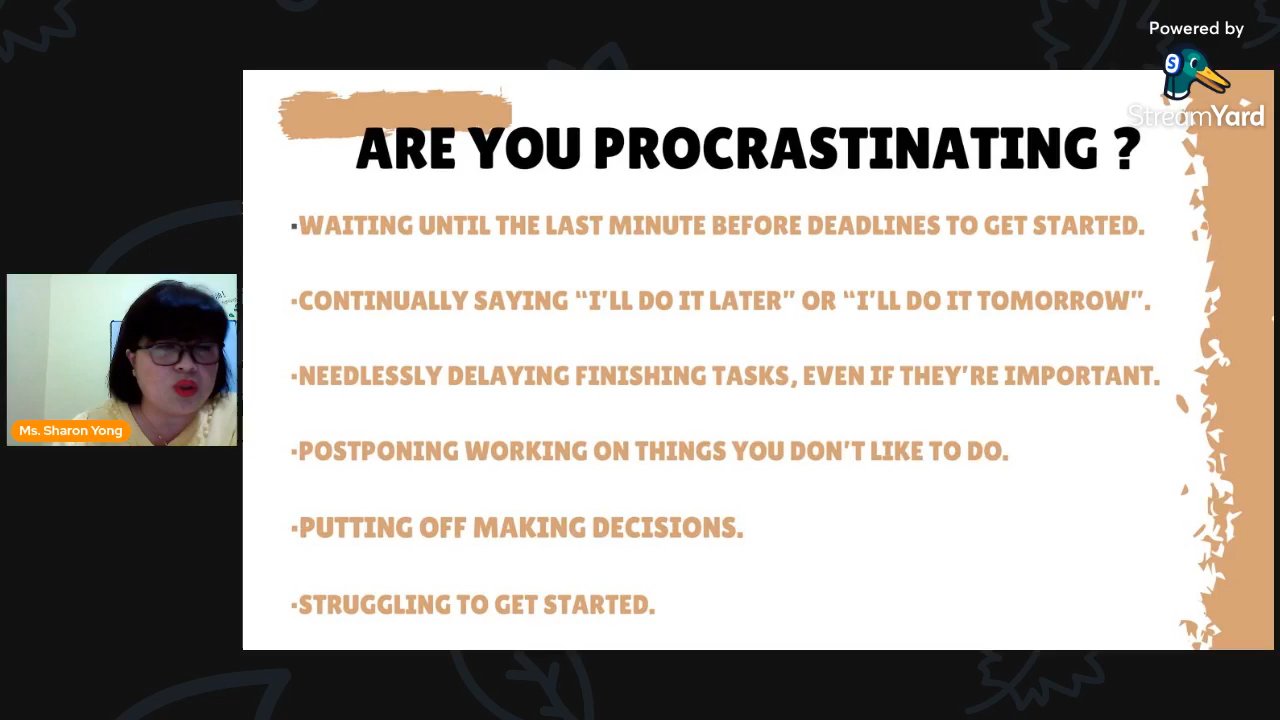 Powered by
StreamYard
ARE YOU PROCRASTINATING ?
·WAITING UNTIL THE LAST MINUTE BEFORE DEADLINES TO GET STARTED.
·CONTINUALLY SAYING “I’LL DO IT LATER” OR “I’LL DO IT TOMORROW”.
·NEEDLESSLY DELAYING FINISHING TASKS, EVEN IF THEY’RE IMPORTANT.
·POSTPONING WORKING ON THINGS YOU DON’T LIKE TO DO.
·PUTTING OFF MAKING DECISIONS.
·STRUGGLING TO GET STARTED.
Ms. Sharon Yong